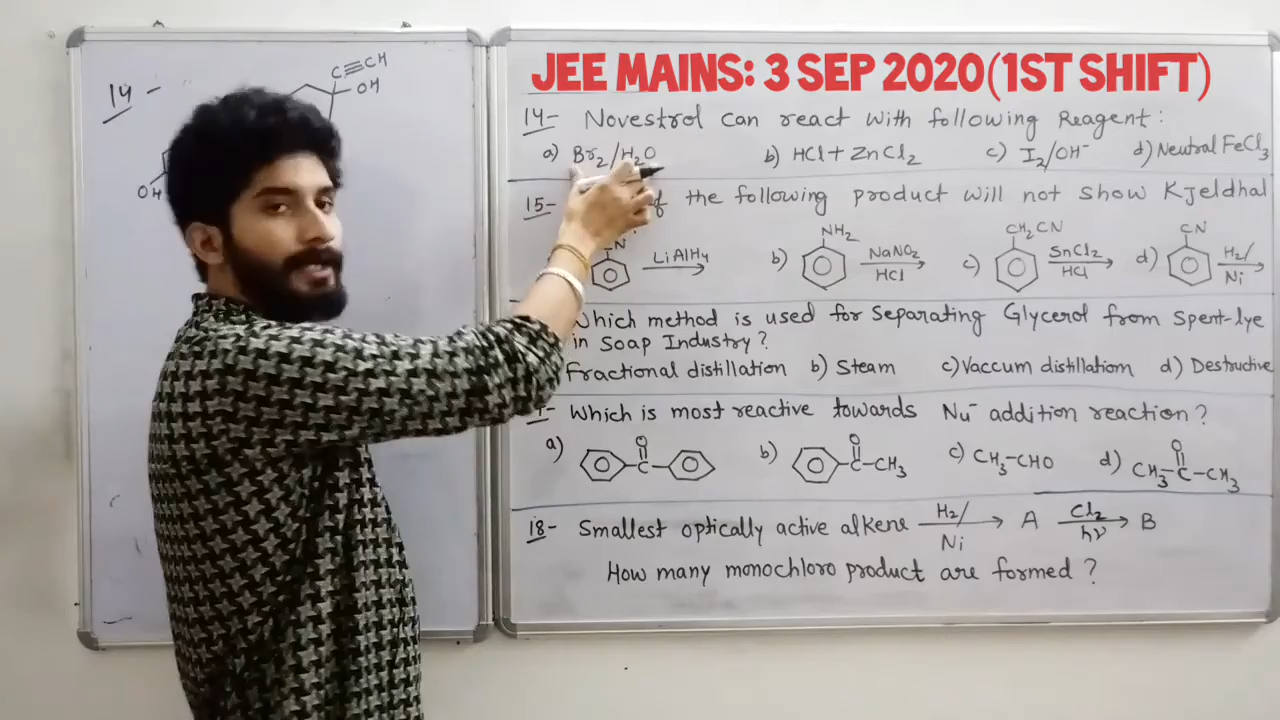 14-
C≡CH
OH
OH
JEE MAINS: 3 SEP 2020(1ST SHIFT)
14- Novestrol can react with following Reagent:
a) Br2/H2O b) HCl + ZnCl2 c) I2/OH⁻ d) Neutral FeCl3
15- of the following product will not show Kjeldhal
CN LiAlH4 b) NH2 NaNO2 HCl c) CH2CN SnCl2 HCl d) CN H2/ Ni
Which method is used for separating Glycerol from Spent-lye
in Soap Industry?
Fractional distillation b) Steam c) Vaccum distillatiom d) Destructive
Which is most reactive towards Nu⁻ addition reaction?
a) O C b) O C-CH3 c) CH3-CHO d) CH3-C-CH3 O
18- Smallest optically active alkene H2/ Ni → A Cl2 hν → B
How many monochloro product are formed?